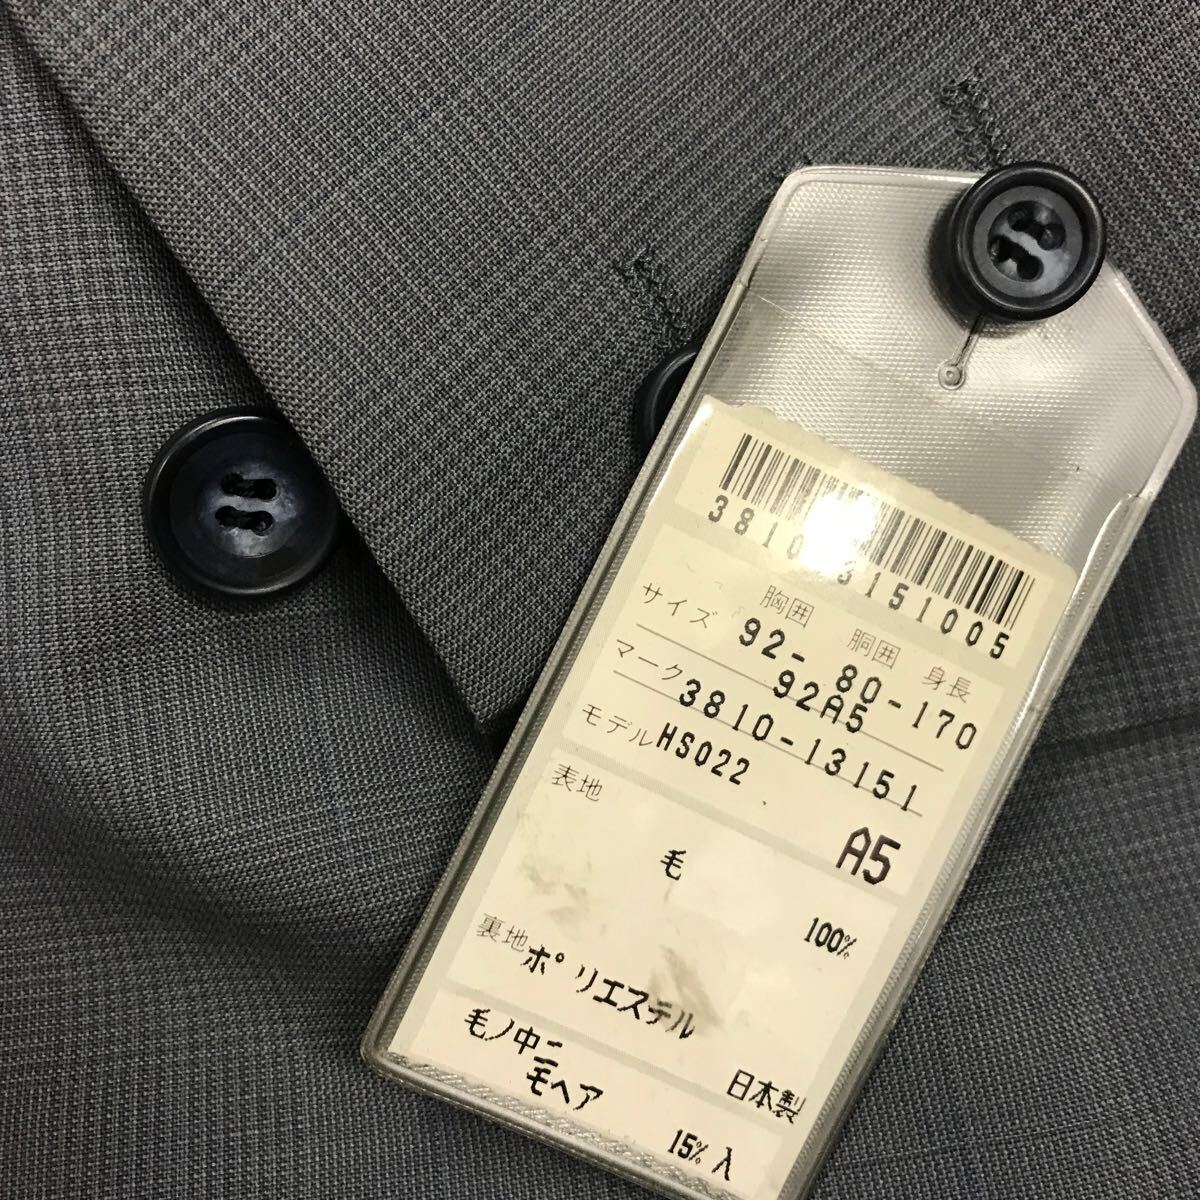 3810 3151005
胸囲 胴囲 身長
サイズ 92-80-170
92A5
マーク 3810-13151
モデル HS022
A5
表地
毛 100%
裏地 ポリエステル
日本製
毛ノ中ニ
モヘア 15%入